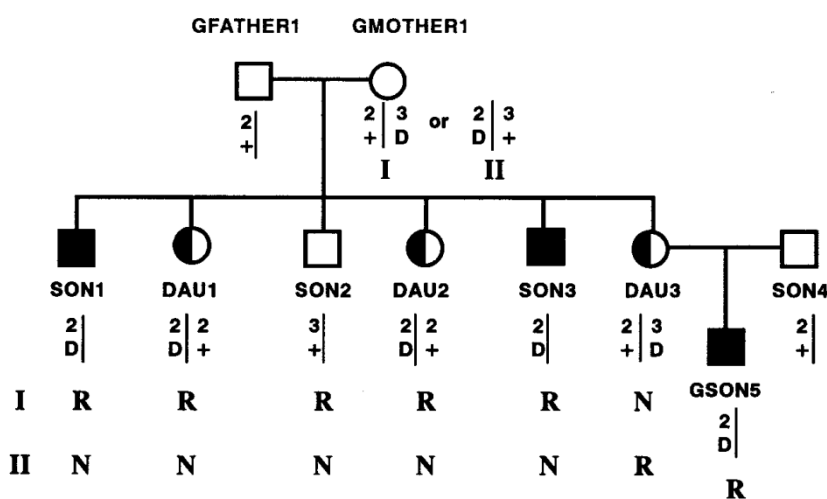 GFATHER1 GMOTHER1
2 2 3 or 2 3
+ + D D +
I II
SON1 DAU1 SON2 DAU2 SON3 DAU3 SON4
2 2 2 3 2 2 2 2 3 2
D D + + D + D + D +
GSON5
I R R R R R N
2
D
II N N N N N R
R